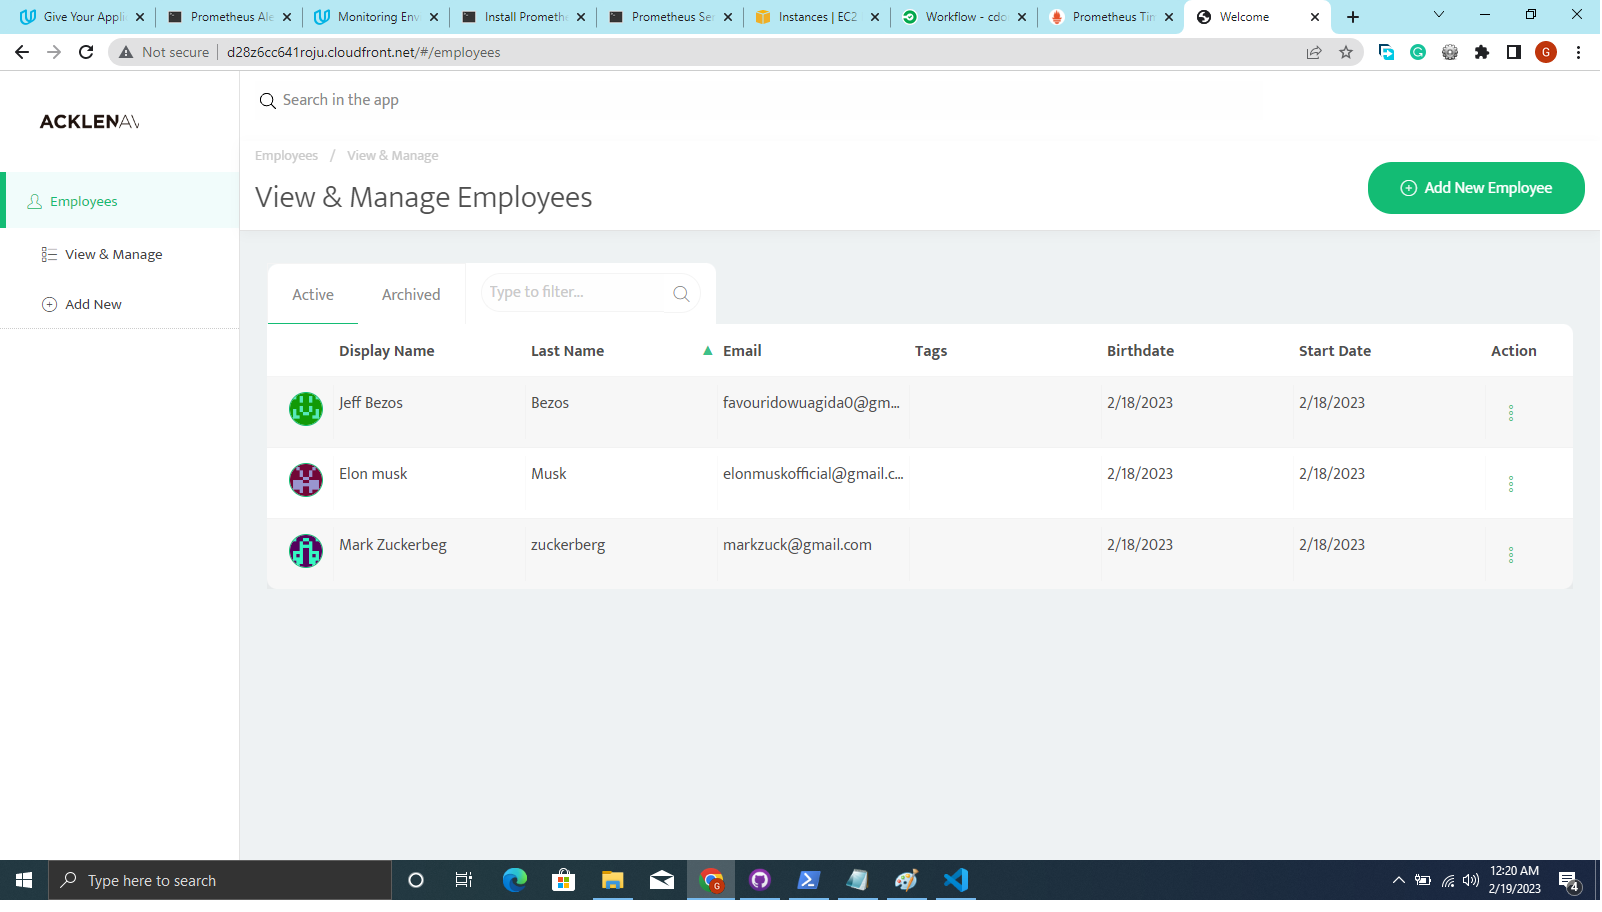 Give Your Appli
Prometheus Ale
Monitoring Env
Install Promethe
Prometheus Ser
Instances | EC2
Workflow - cdo
Prometheus Tim
Welcome
Not secure
d28z6cc641roju.cloudfront.net/#/employees
G
ACKLENAV
Search in the app
Employees / View & Manage
View & Manage Employees
Add New Employee
Employees
View & Manage
Add New
Active
Archived
Type to filter...
Display Name Last Name Email Tags Birthdate Start Date Action
Jeff Bezos Bezos favouridowuagida0@gm... 2/18/2023 2/18/2023
Elon musk Musk elonmuskofficial@gmail.c... 2/18/2023 2/18/2023
Mark Zuckerbeg zuckerberg markzuck@gmail.com 2/18/2023 2/18/2023
Type here to search
G
12:20 AM
2/19/2023
4